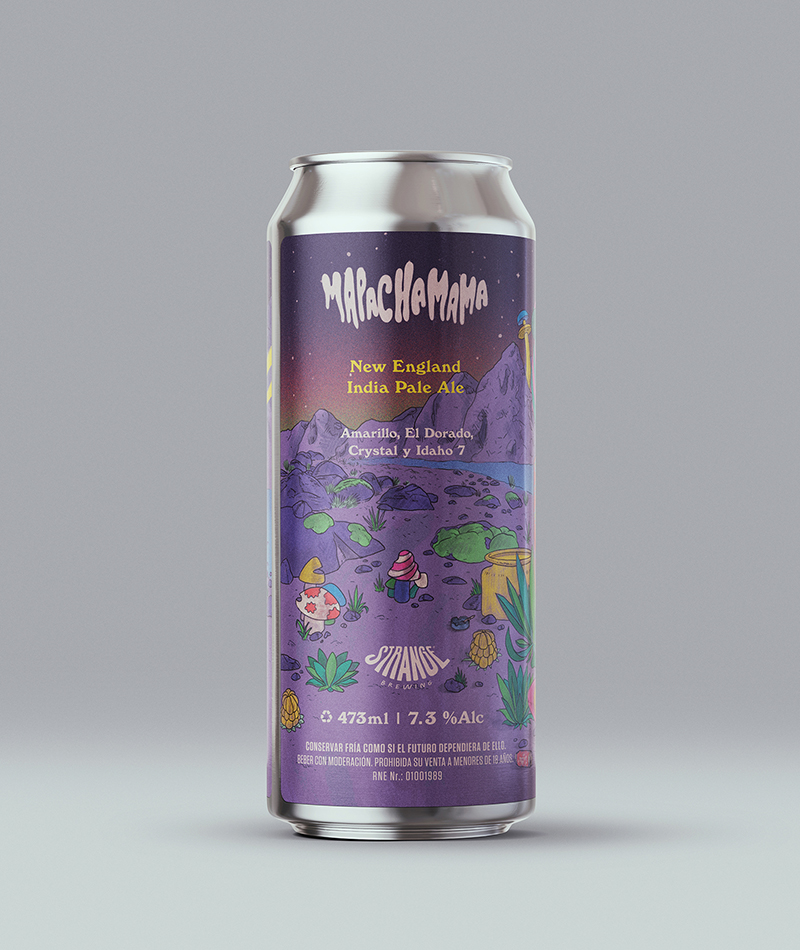 MAPACHAMAMA
New England
India Pale Ale
Amarillo, El Dorado,
Crystal y Idaho 7
STRANGE
BREWING
473ml | 7.3 %Alc
CONSERVAR FRÍA COMO SI EL FUTURO DEPENDIERA DE ELLO.
BEBER CON MODERACIÓN. PROHIBIDA SU VENTA A MENORES DE 18 AÑOS.
RNE Nr.: 01001989